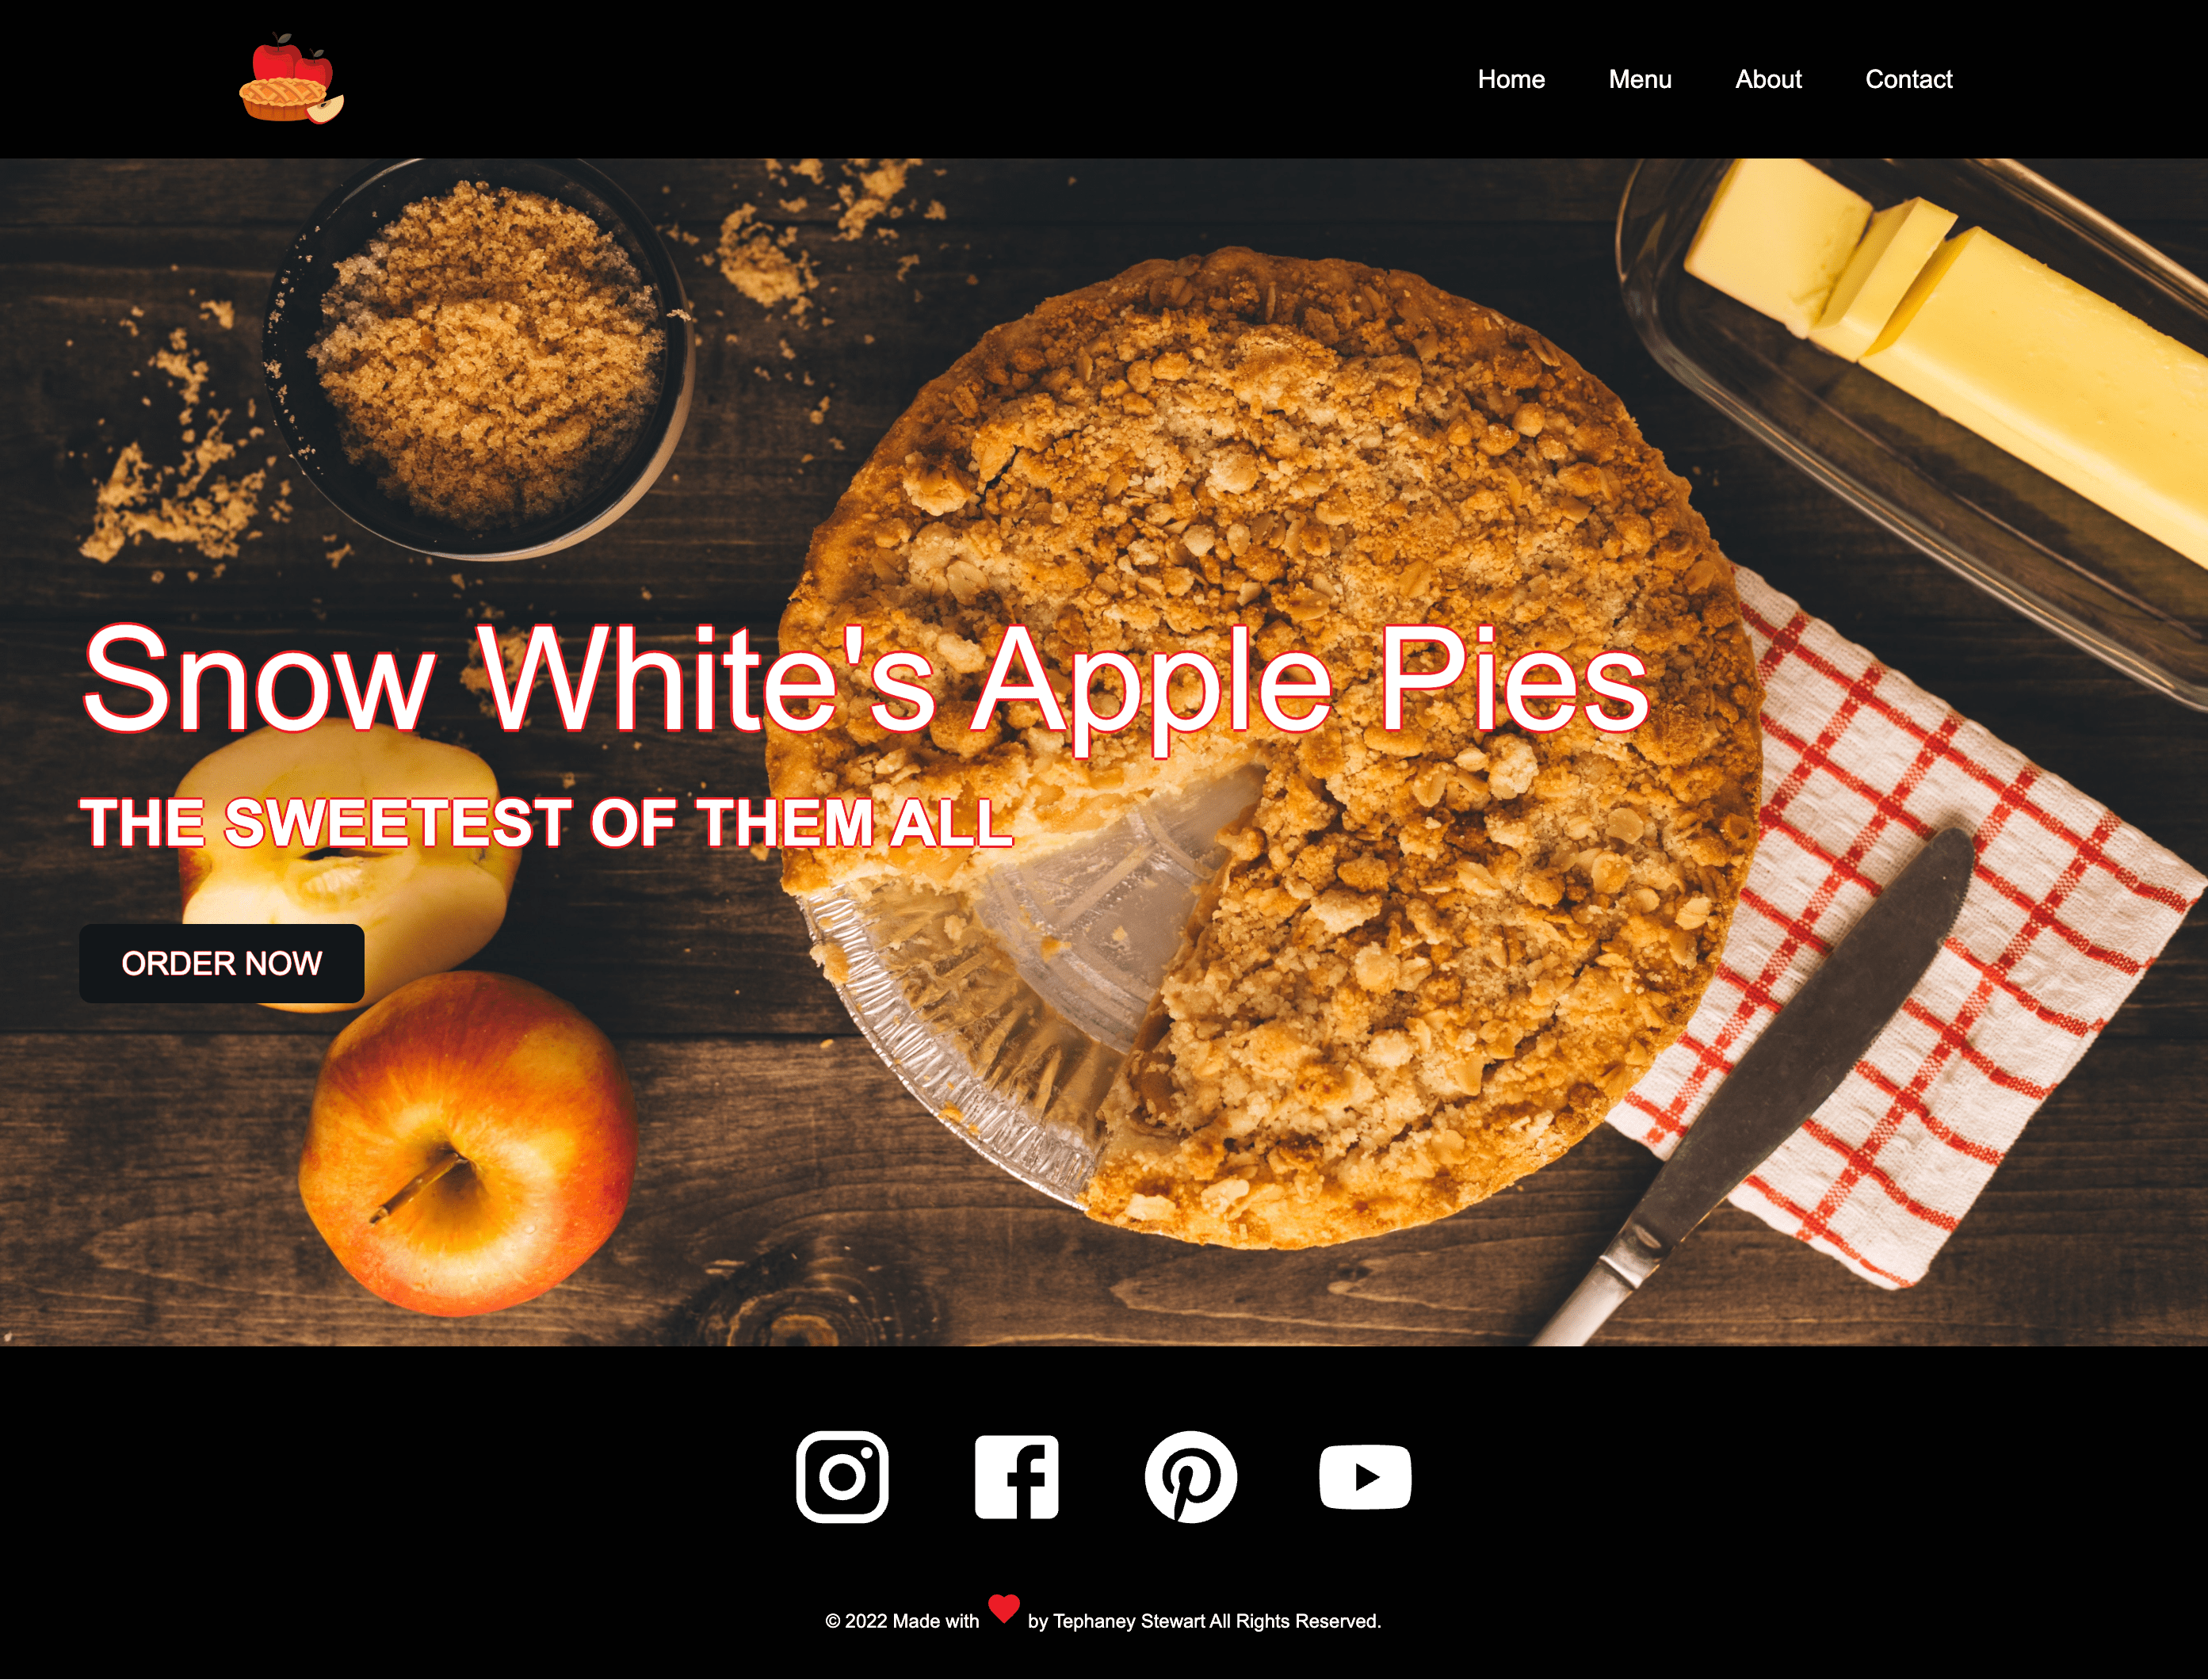 Home Menu About Contact
Snow White's Apple Pies
THE SWEETEST OF THEM ALL
ORDER NOW
© 2022 Made with by Tephaney Stewart All Rights Reserved.